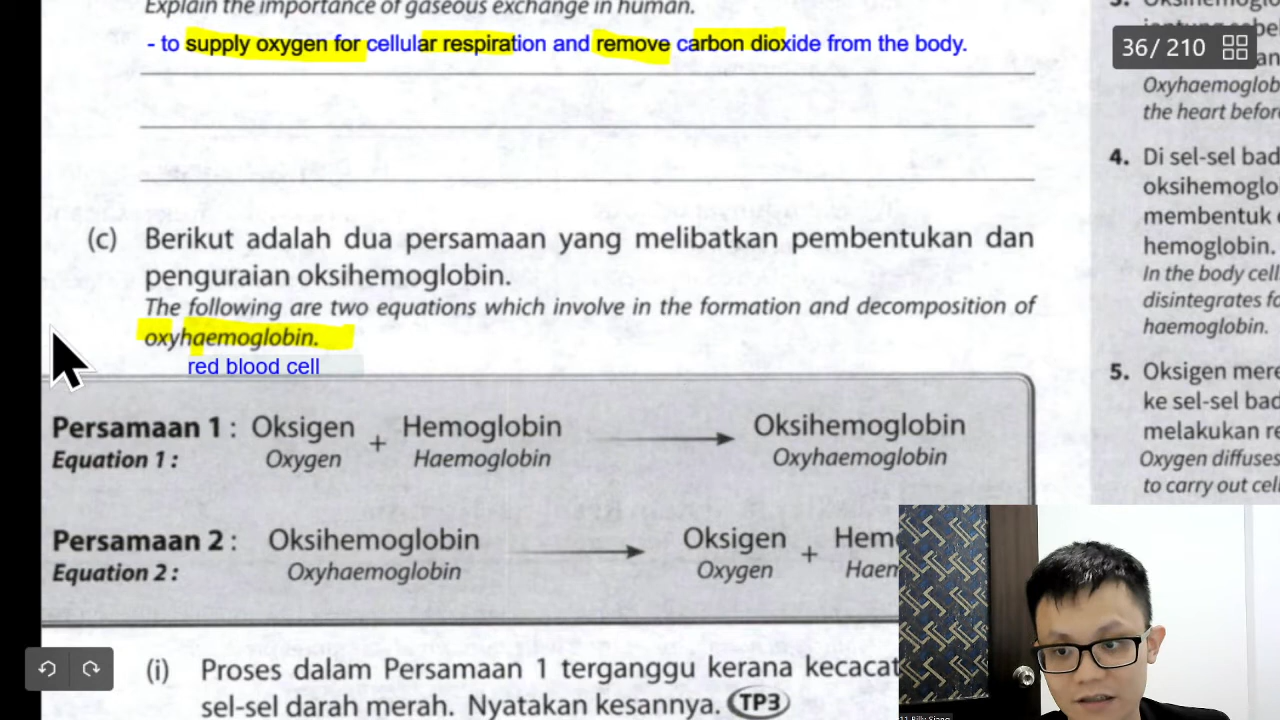 Explain the importance of gaseous exchange in human.
- to supply oxygen for cellular respiration and remove carbon dioxide from the body.
36/ 210
Oxyhaemoglob
the heart before
(c) Berikut adalah dua persamaan yang melibatkan pembentukan dan
penguraian oksihemoglobin.
The following are two equations which involve in the formation and decomposition of
oxyhaemoglobin.
red blood cell
4. Di sel-sel bad
oksihemoglo
membentuk
hemoglobin.
In the body cell
disintegrates fo
haemoglobin.
5. Oksigen mere
ke sel-sel bad
melakukan re
Oxygen diffuses
to carry out cell
Persamaan 1 : Oksigen + Hemoglobin → Oksihemoglobin
Equation 1 : Oxygen Haemoglobin Oxyhaemoglobin
Persamaan 2 : Oksihemoglobin → Oksigen + Hem
Equation 2 : Oxyhaemoglobin Oxygen Haem
(i) Proses dalam Persamaan 1 terganggu kerana kecacat
sel-sel darah merah. Nyatakan kesannya. TP3